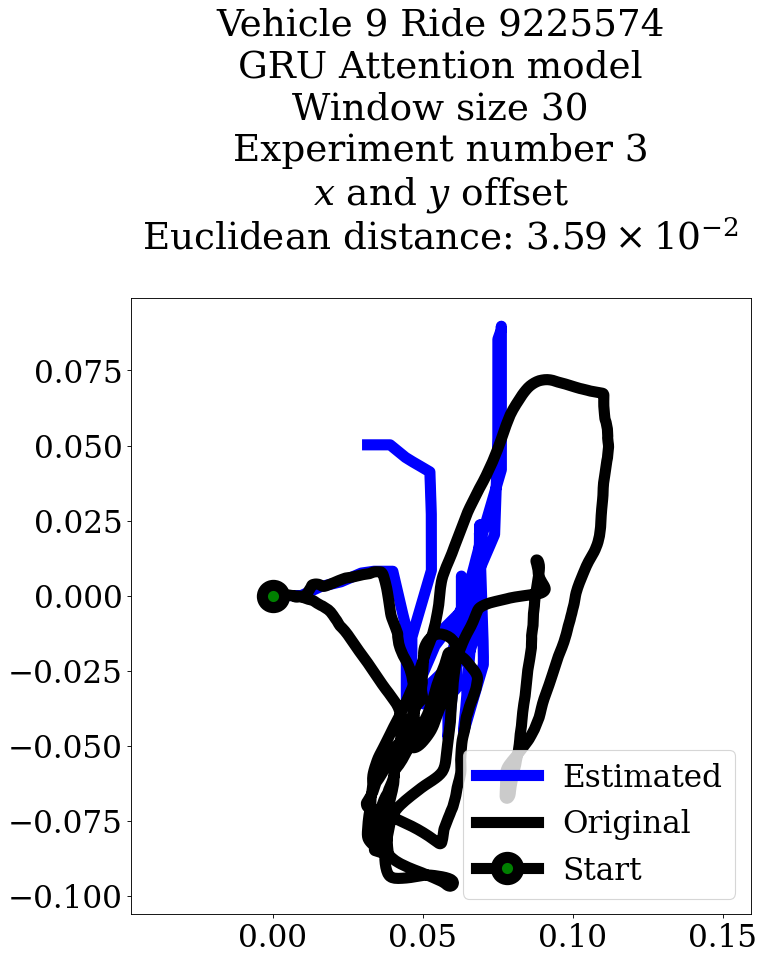 Vehicle 9 Ride 9225574
GRU Attention model
Window size 30
Experiment number 3
x and y offset
Euclidean distance: 3.59 × 10⁻²
0.075
0.050
0.025
0.000
−0.025
−0.050
−0.075
−0.100
Estimated
Original
Start
0.00 0.05 0.10 0.15